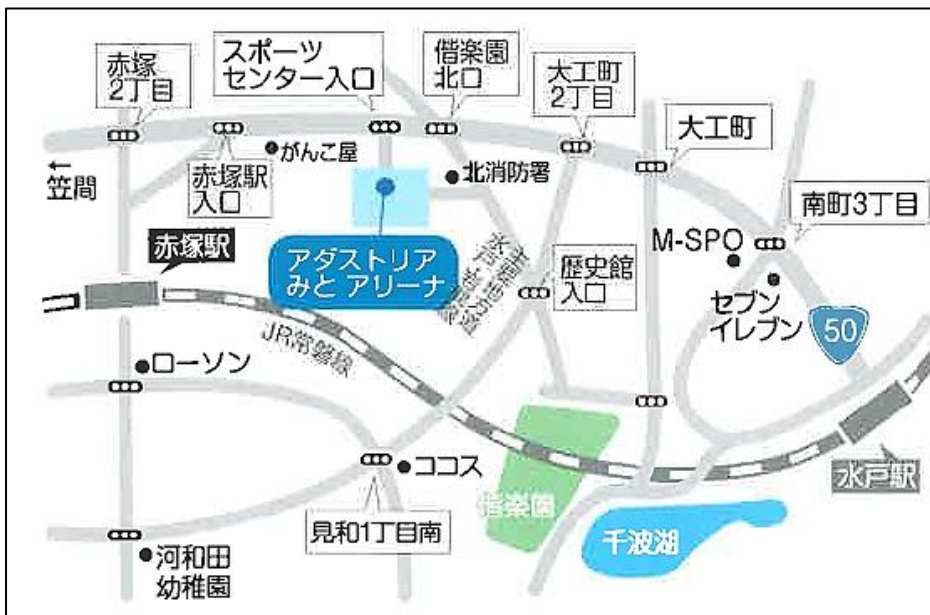 赤塚
2丁目
スポーツ
センター入口
偕楽園
北口
大工町
2丁目
大工町
←
笠間
がんこ屋
北消防署
赤塚駅
入口
南町3丁目
赤塚駅
アダストリア
みと アリーナ
M-SPO
歴史館
入口
セブン
イレブン
50
JR常磐線
ローソン
ココス
偕楽園
水戸駅
見和1丁目南
千波湖
河和田
幼稚園